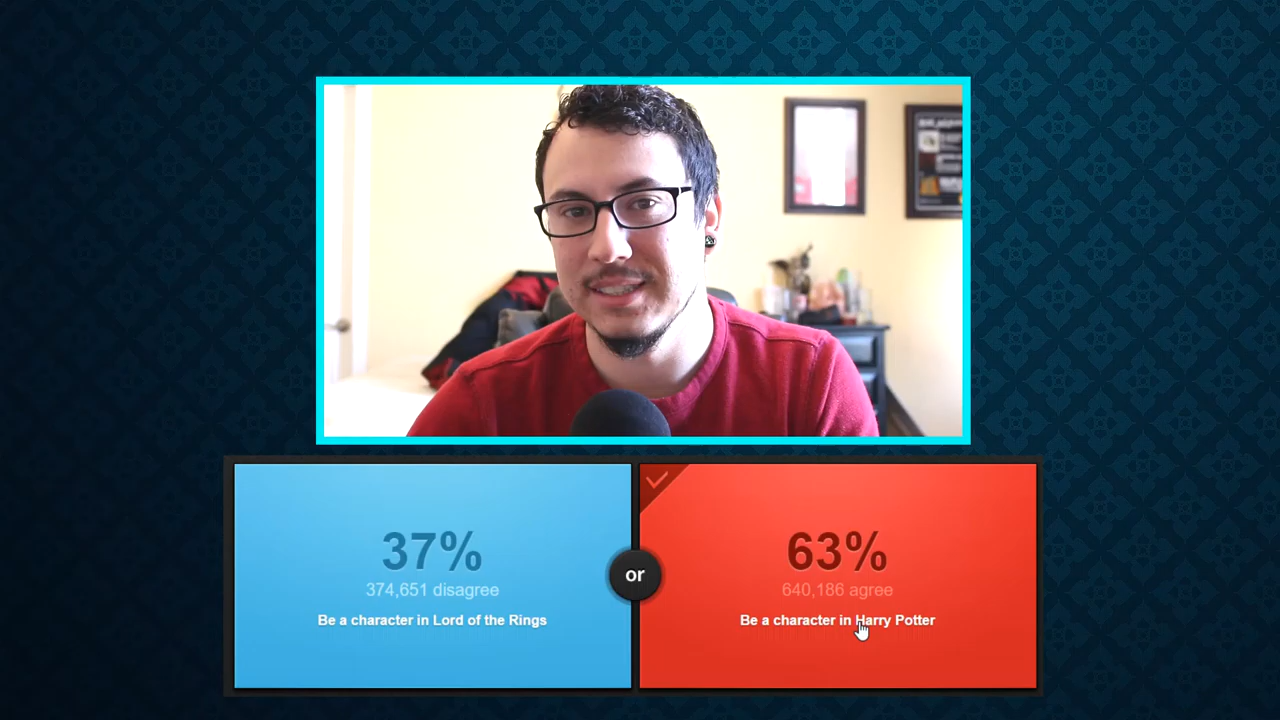 37%
374,651 disagree
Be a character in Lord of the Rings
or
63%
640,186 agree
Be a character in Harry Potter